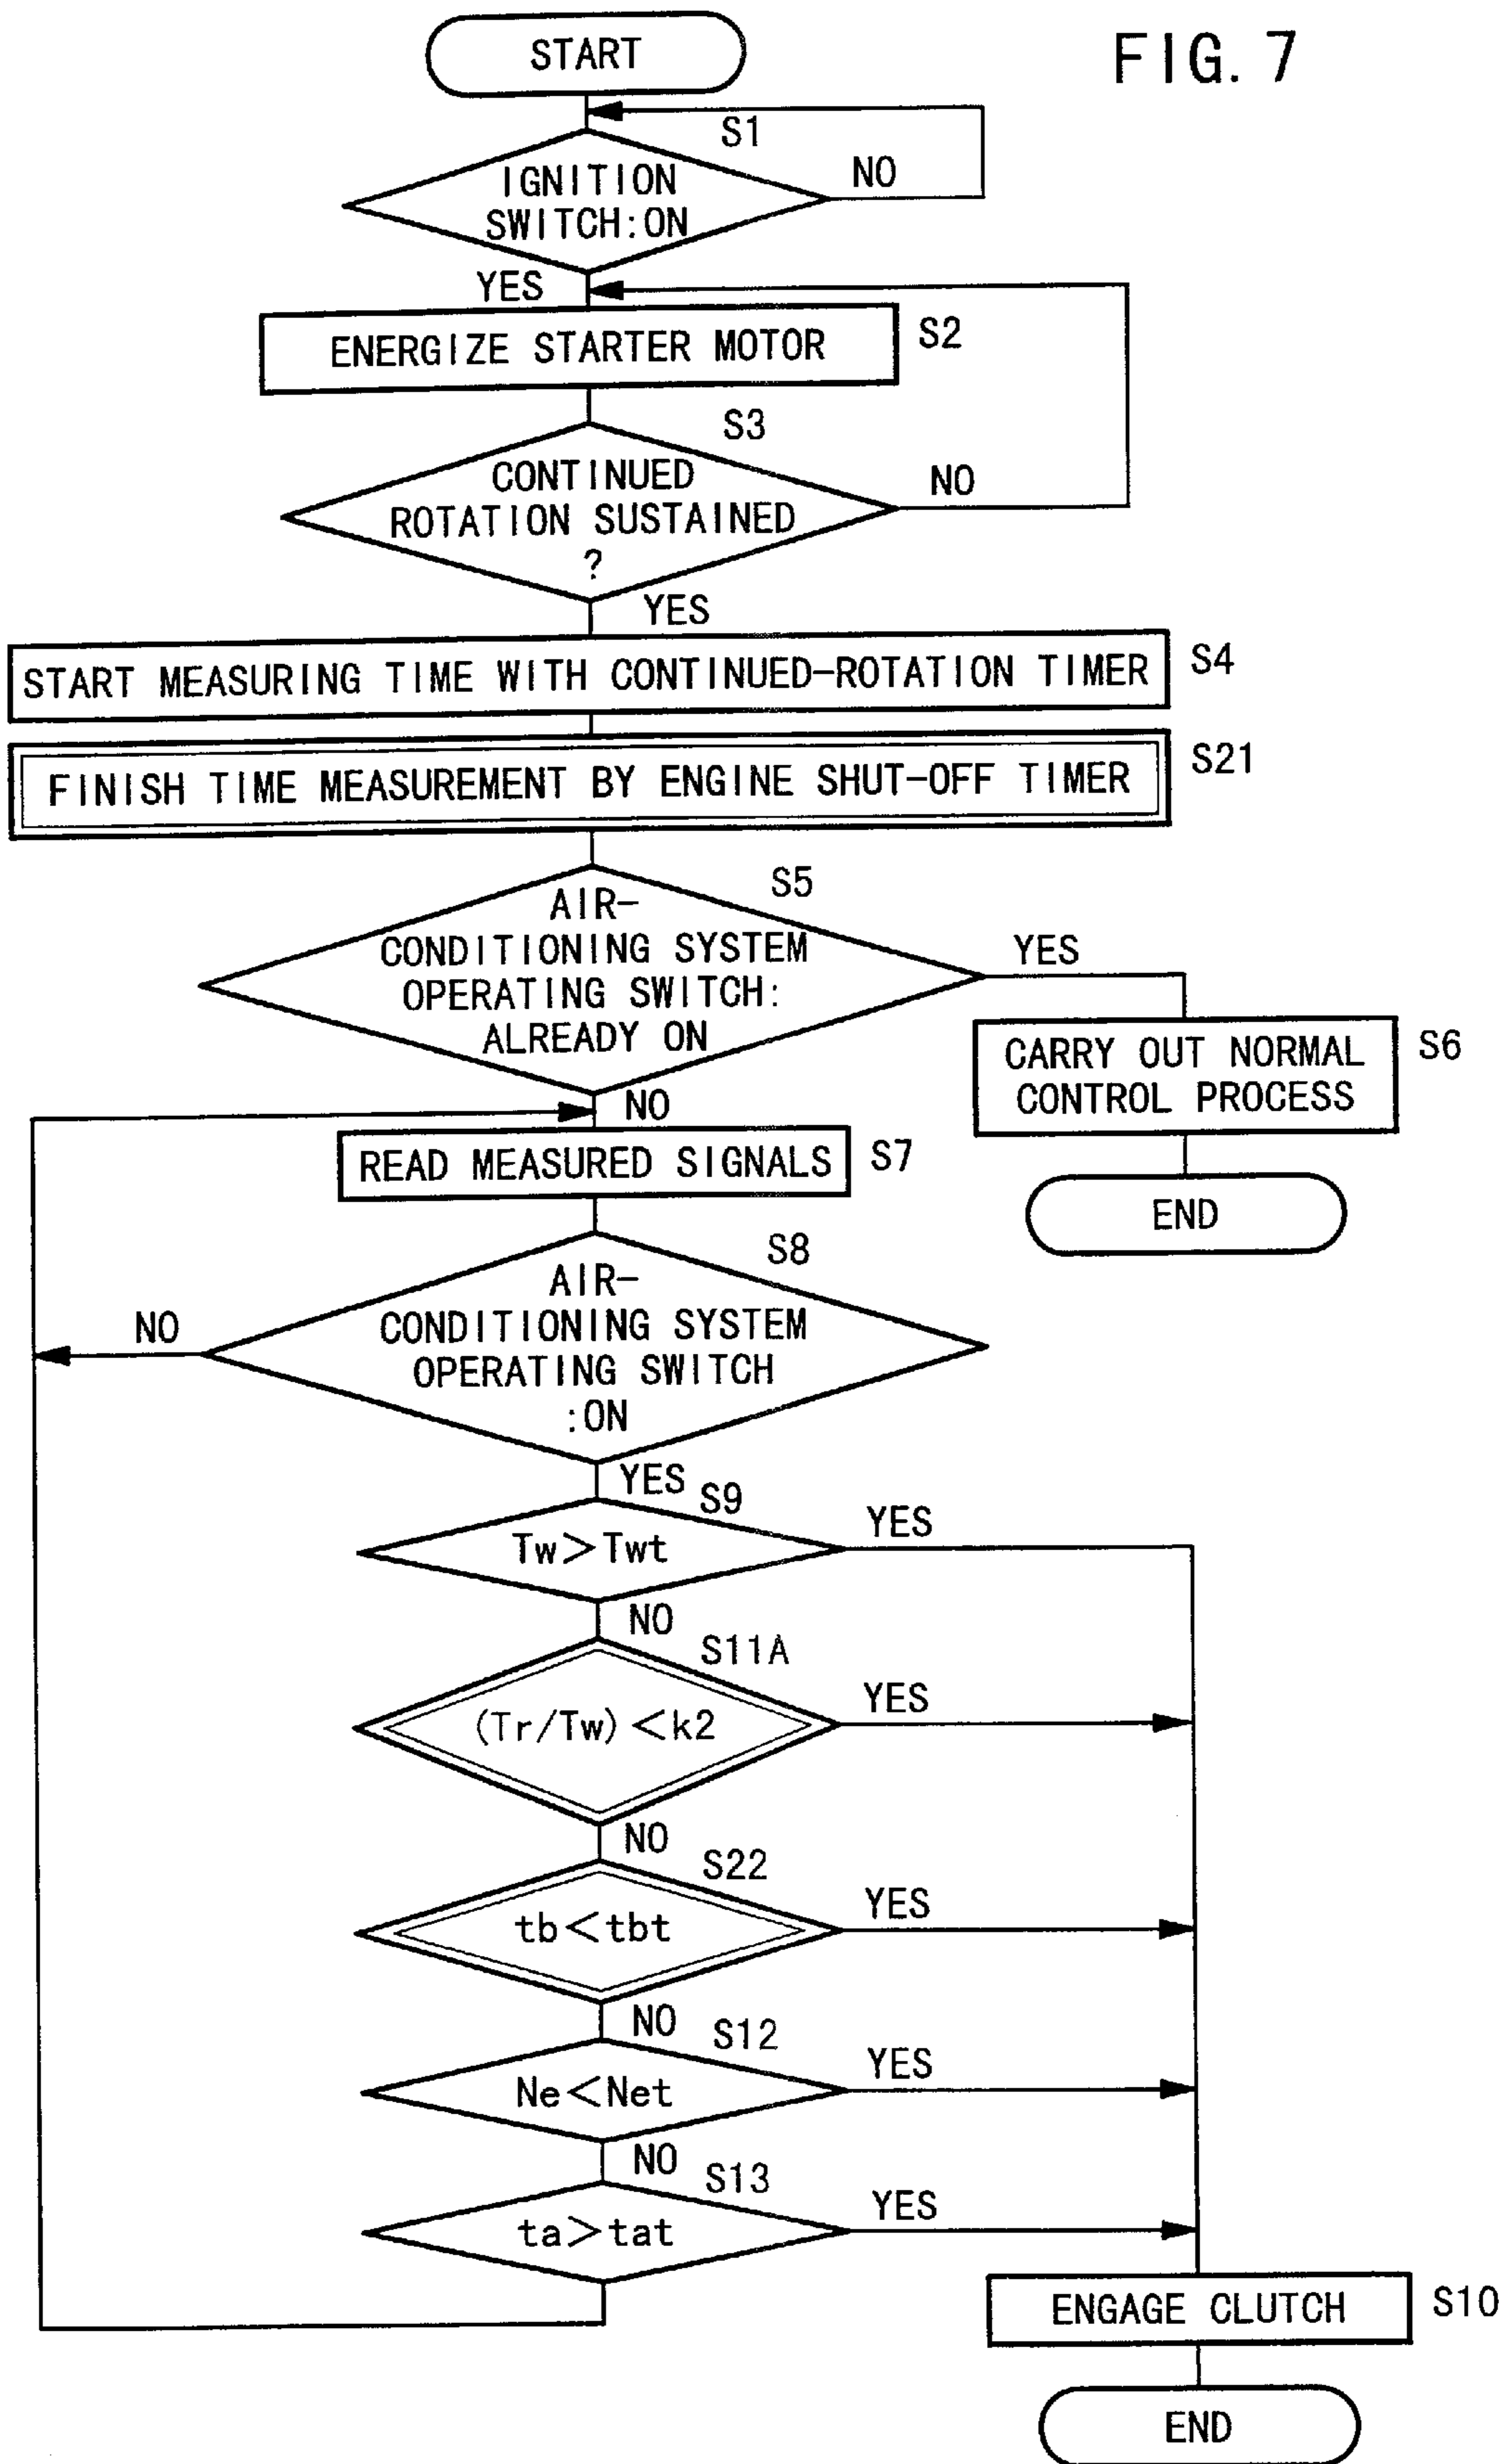 FIG. 7
START
S1
IGNITION
SWITCH:ON
NO
YES
ENERGIZE STARTER MOTOR
S2
S3
CONTINUED
ROTATION SUSTAINED
?
NO
YES
START MEASURING TIME WITH CONTINUED-ROTATION TIMER
S4
FINISH TIME MEASUREMENT BY ENGINE SHUT-OFF TIMER
S21
S5
AIR-
CONDITIONING SYSTEM
OPERATING SWITCH:
ALREADY ON
YES
CARRY OUT NORMAL
CONTROL PROCESS
S6
END
NO
READ MEASURED SIGNALS
S7
S8
AIR-
CONDITIONING SYSTEM
OPERATING SWITCH
:ON
NO
YES
S9
Tw>Twt
YES
NO
S11A
(Tr/Tw)<k2
YES
NO
S22
tb<tbt
YES
NO
S12
Ne<Net
YES
NO
S13
ta>tat
YES
ENGAGE CLUTCH
S10
END